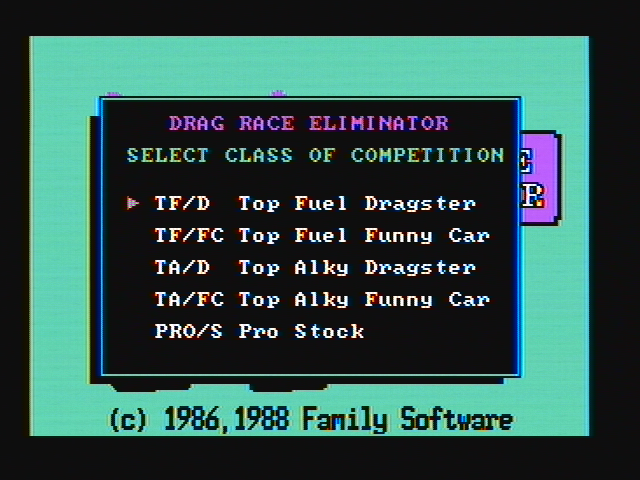 DRAG RACE ELIMINATOR
SELECT CLASS OF COMPETITION
TF/D Top Fuel Dragster
TF/FC Top Fuel Funny Car
TA/D Top Alky Dragster
TA/FC Top Alky Funny Car
PRO/S Pro Stock
(c) 1986,1988 Family Software